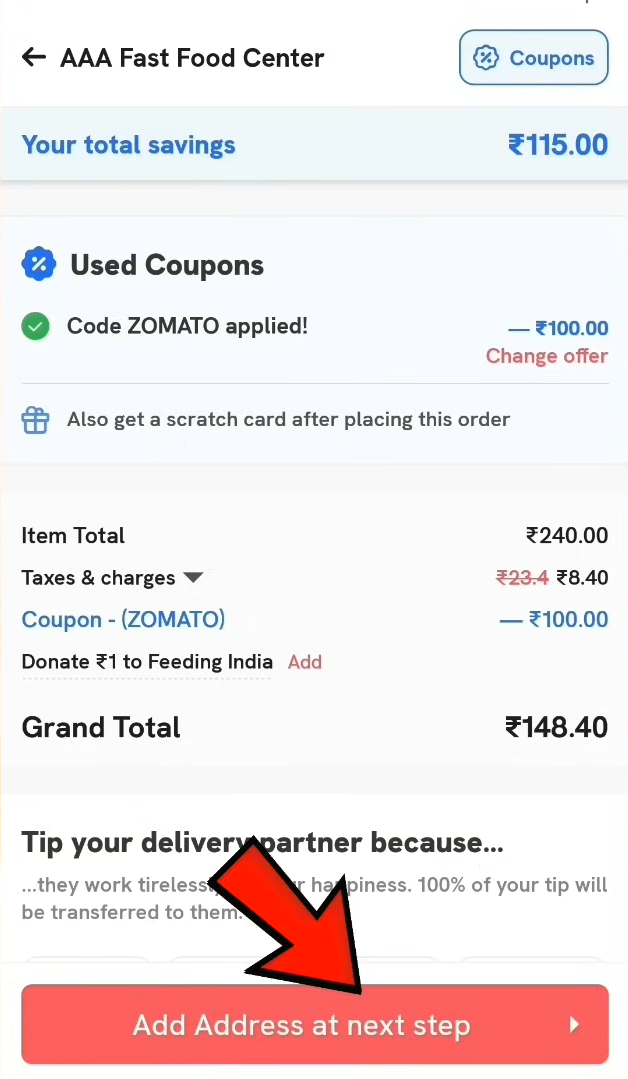 AAA Fast Food Center
Coupons
Your total savings ₹115.00
Used Coupons
Code ZOMATO applied! — ₹100.00
Change offer
Also get a scratch card after placing this order
Item Total ₹240.00
Taxes & charges ₹23.4 ₹8.40
Coupon - (ZOMATO) — ₹100.00
Donate ₹1 to Feeding India Add
Grand Total ₹148.40
Tip your delivery partner because...
...they work tireless happiness. 100% of your tip will
be transferred to them.
Add Address at next step